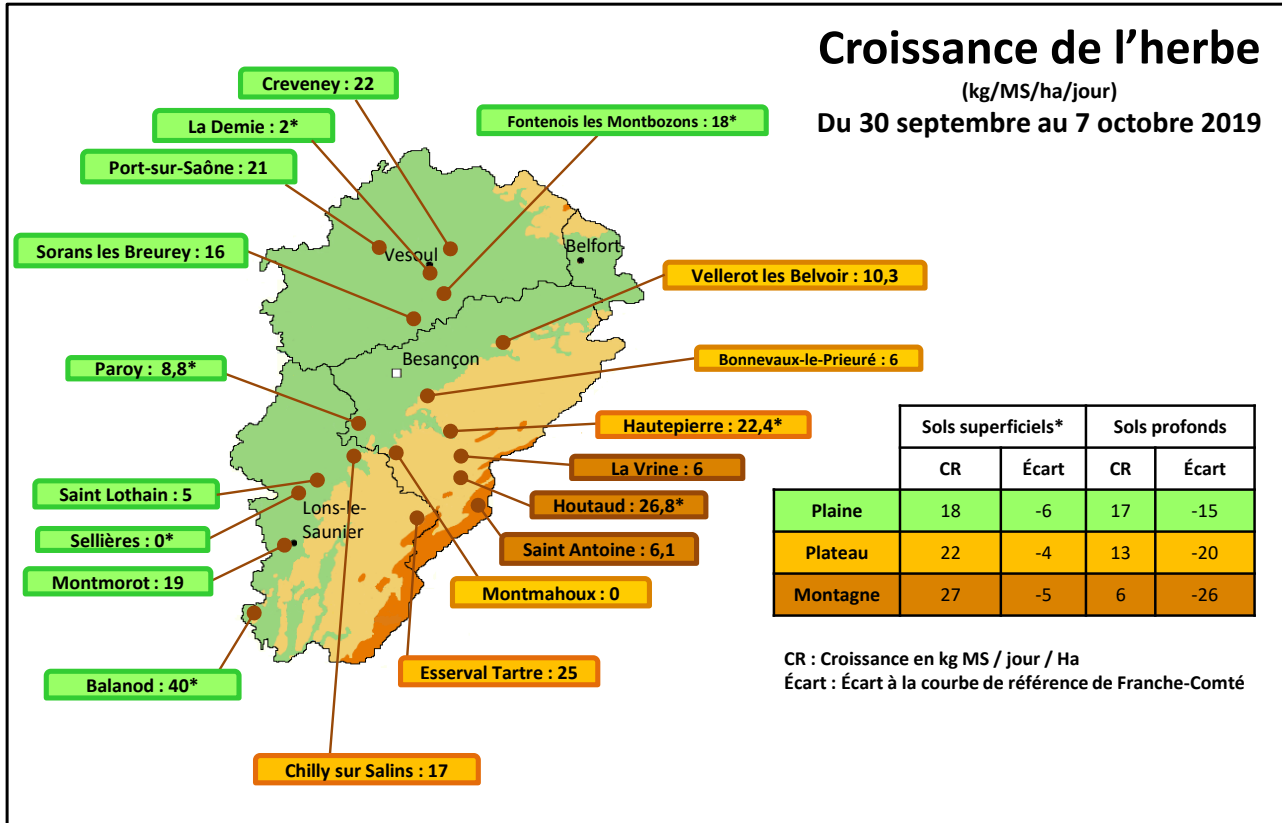 Croissance de l’herbe
(kg/MS/ha/jour)
Du 30 septembre au 7 octobre 2019
Creveney : 22
La Demie : 2*
Fontenois les Montbozons : 18*
Port-sur-Saône : 21
Sorans les Breurey : 16
Vesoul
Belfort
Vellerot les Belvoir : 10,3
Besançon
Bonnevaux-le-Prieuré : 6
Paroy : 8,8*
Hautepierre : 22,4*
La Vrine : 6
Saint Lothain : 5
Houtaud : 26,8*
Lons-le-
Saunier
Sellières : 0*
Saint Antoine : 6,1
Montmorot : 19
Montmahoux : 0
Esserval Tartre : 25
Balanod : 40*
Chilly sur Salins : 17
Sols superficiels* Sols profonds
CR Écart CR Écart
Plaine 18 -6 17 -15
Plateau 22 -4 13 -20
Montagne 27 -5 6 -26
CR : Croissance en kg MS / jour / Ha
Écart : Écart à la courbe de référence de Franche-Comté